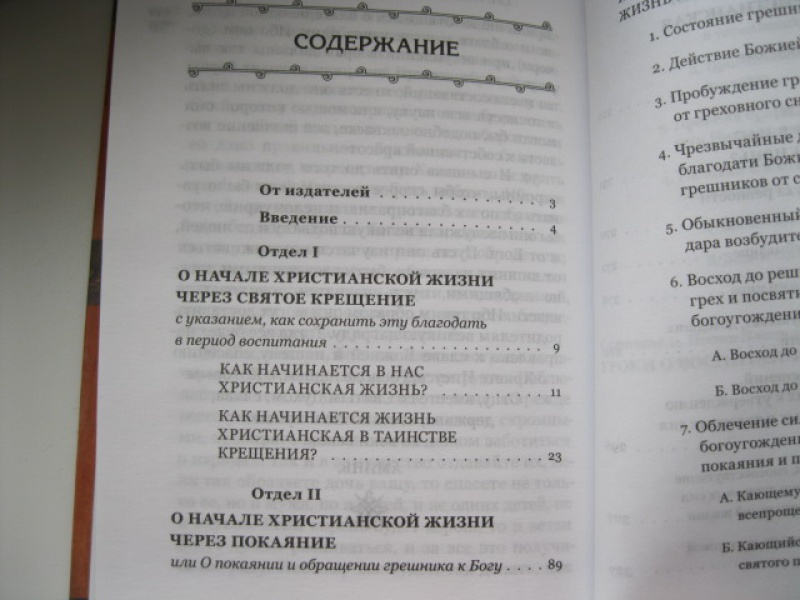 СОДЕРЖАНИЕ
От издателей . . . . . . . . . . . . . . . . 3
Введение . . . . . . . . . . . . . . . . . 4
Отдел I
О НАЧАЛЕ ХРИСТИАНСКОЙ ЖИЗНИ
ЧЕРЕЗ СВЯТОЕ КРЕЩЕНИЕ
с указанием, как сохранить эту благодать
в период воспитания . . . . . . . . . . . . . . . . 9
КАК НАЧИНАЕТСЯ В НАС
ХРИСТИАНСКАЯ ЖИЗНЬ? . . . . . . . . . . 11
КАК НАЧИНАЕТСЯ ЖИЗНЬ
ХРИСТИАНСКАЯ В ТАИНСТВЕ
КРЕЩЕНИЯ? . . . . . . . . . . . . . . . . . 23
Отдел II
О НАЧАЛЕ ХРИСТИАНСКОЙ ЖИЗНИ
ЧЕРЕЗ ПОКАЯНИЕ
или О покаянии и обращении грешника к Богу . . . . 89
ЖИЗНЬ
1. Состояние грешни
2. Действие Божией
3. Пробуждение гр
от греховного сн
4. Чрезвычайные д
благодати Божи
грешников от с
5. Обыкновенный
дара возбудите
6. Восход до реш
грех и посвяти
богоугождени
А. Восход до
Б. Восход до
7. Облечение сил
богоугожден
покаяния и п
А. Кающему
всепроще
Б. Кающийс
святого п